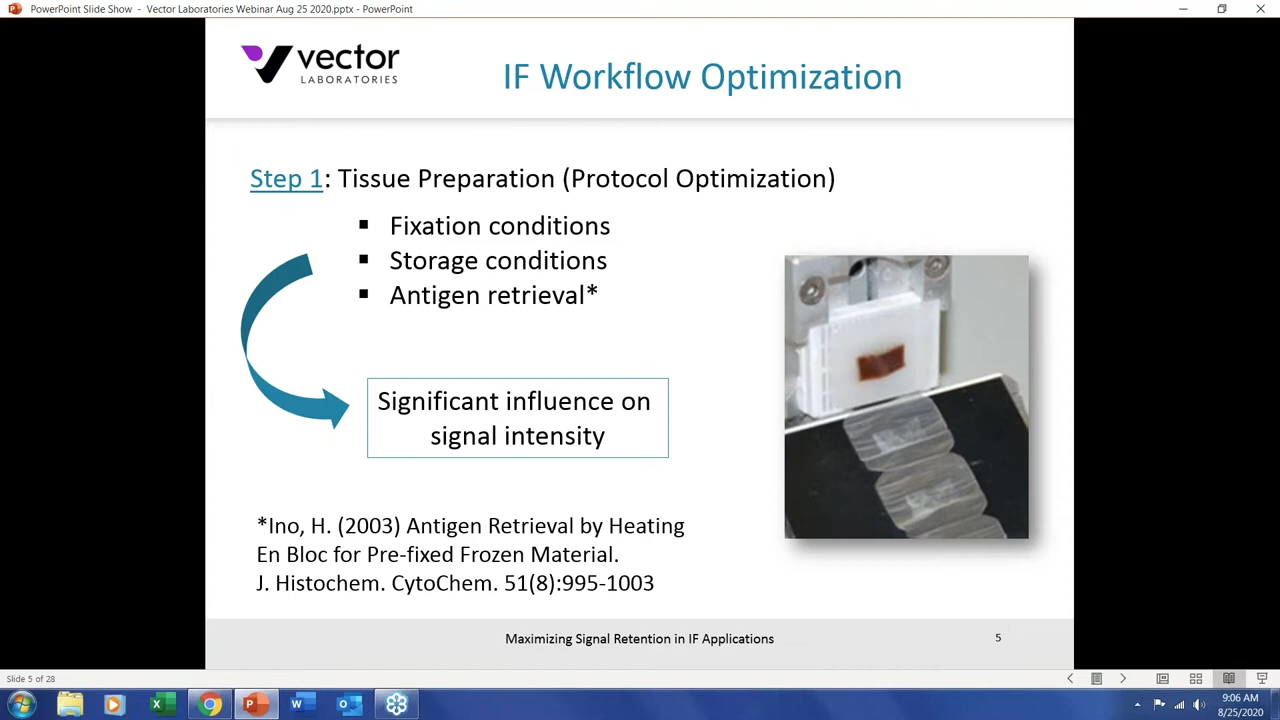 PowerPoint Slide Show - Vector Laboratories Webinar Aug 25 2020.pptx - PowerPoint
vector
LABORATORIES
IF Workflow Optimization
Step 1: Tissue Preparation (Protocol Optimization)
▪ Fixation conditions
▪ Storage conditions
▪ Antigen retrieval*
Significant influence on
signal intensity
*Ino, H. (2003) Antigen Retrieval by Heating
En Bloc for Pre-fixed Frozen Material.
J. Histochem. CytoChem. 51(8):995-1003
Maximizing Signal Retention in IF Applications
5
Slide 5 of 28
9:06 AM
8/25/2020